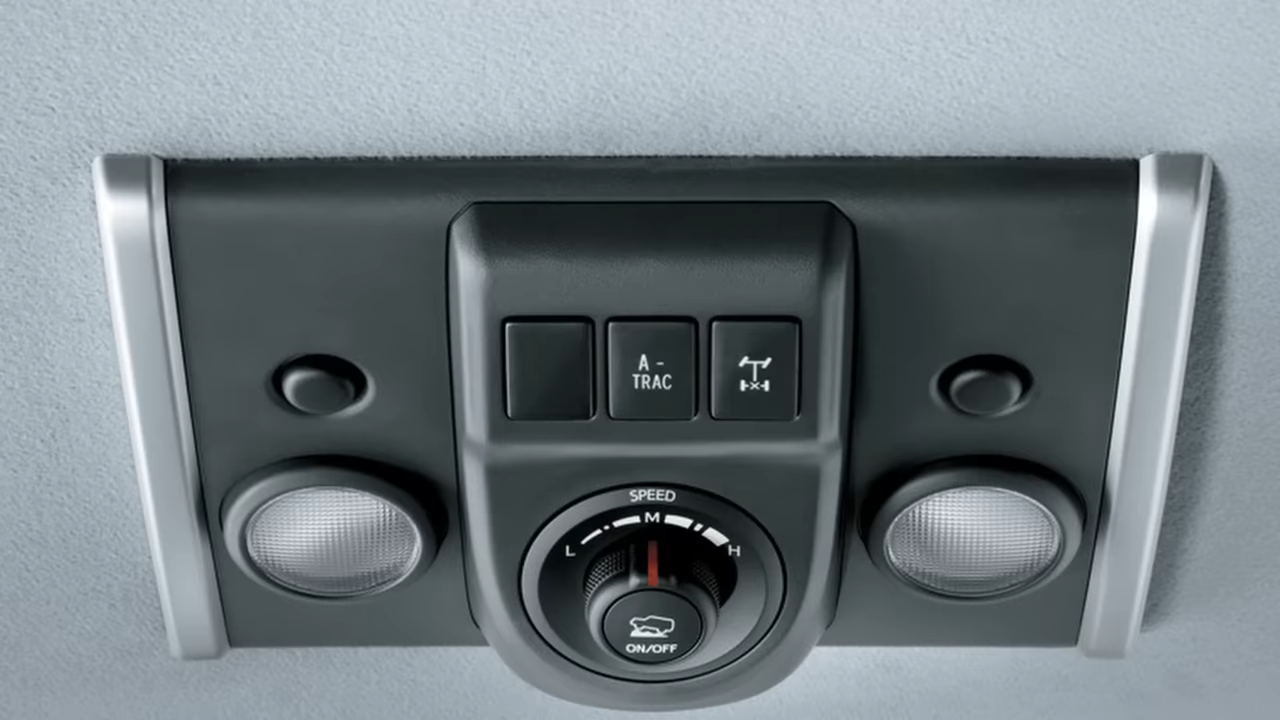 A -
TRAC
SPEED
L M H
ON/OFF